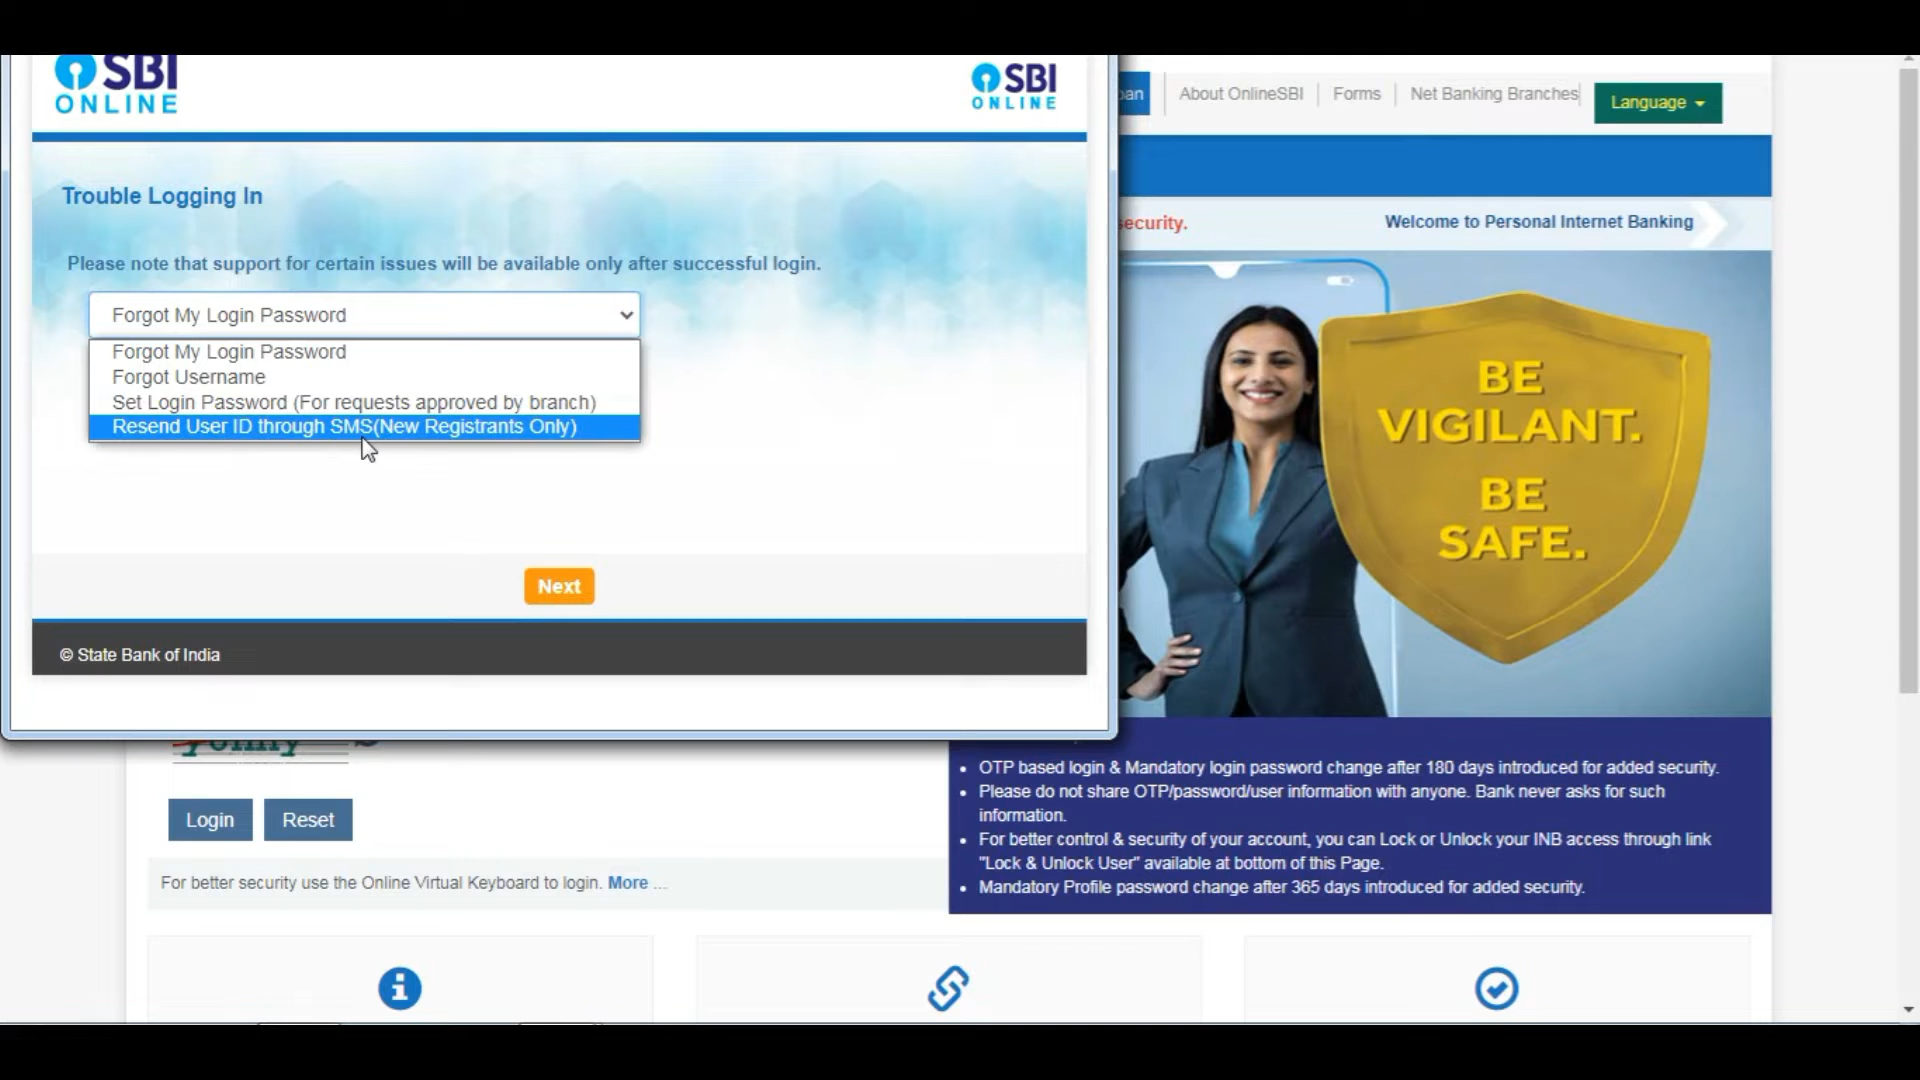 SBI
ONLINE
SBI
ONLINE
About OnlineSBI
Forms
Net Banking Branches
Language
Trouble Logging In
security.
Welcome to Personal Internet Banking
Please note that support for certain issues will be available only after successful login.
Forgot My Login Password
Forgot My Login Password
Forgot Username
Set Login Password (For requests approved by branch)
Resend User ID through SMS(New Registrants Only)
BE
VIGILANT.
BE
SAFE.
Next
© State Bank of India
OTP based login & Mandatory login password change after 180 days introduced for added security.
Please do not share OTP/password/user information with anyone. Bank never asks for such
information.
For better control & security of your account, you can Lock or Unlock your INB access through link
"Lock & Unlock User" available at bottom of this Page.
Mandatory Profile password change after 365 days introduced for added security.
Login
Reset
For better security use the Online Virtual Keyboard to login. More ...